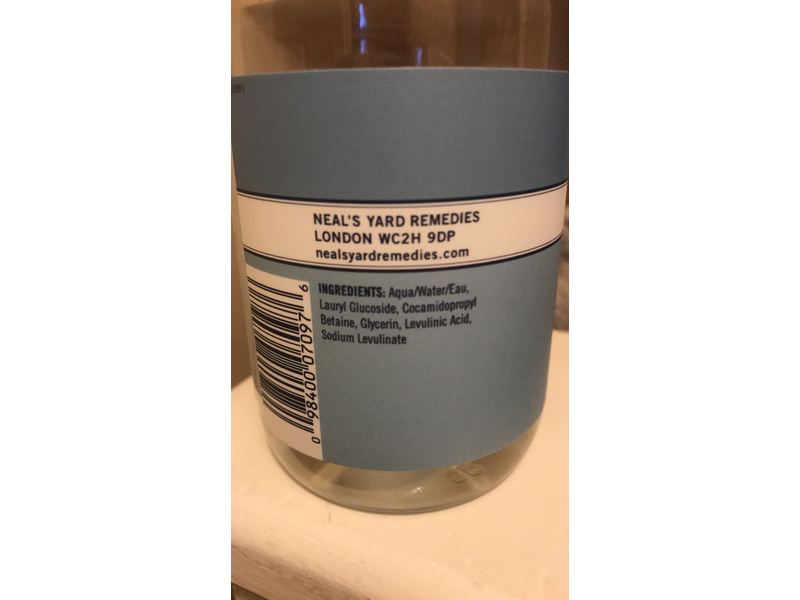 NEAL'S YARD REMEDIES
LONDON WC2H 9DP
nealsyardremedies.com
INGREDIENTS: Aqua/Water/Eau,
Lauryl Glucoside, Cocamidopropyl
Betaine, Glycerin, Levulinic Acid,
Sodium Levulinate
0 98400 07097 6